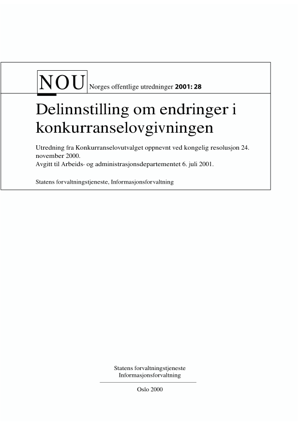 NOU Norges offentlige utredninger 2001: 28
Delinnstilling om endringer i
konkurranselovgivningen
Utredning fra Konkurranselovutvalget oppnevnt ved kongelig resolusjon 24.
november 2000.
Avgitt til Arbeids- og administrasjonsdepartementet 6. juli 2001.
Statens forvaltningstjeneste, Informasjonsforvaltning
Statens forvaltningstjeneste
Informasjonsforvaltning
Oslo 2000